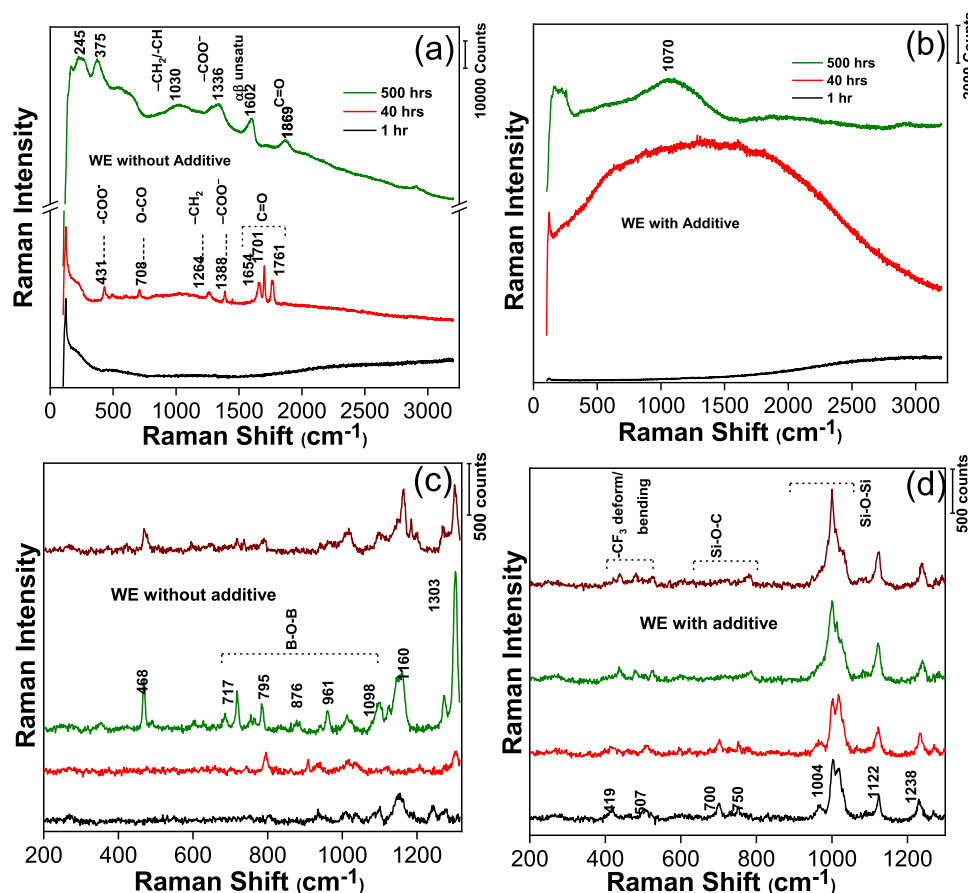 (a)
10000 Counts
245
375
–CH2/-CH
1030
–COO⁻
1336
αβ unsatu
1602
C=O
1869
500 hrs
40 hrs
1 hr
WE without Additive
-COO⁻
O-CO
–CH2
–COO⁻
C=O
431
708
1264
1388
1654
1701
1761
Raman Intensity
0 500 1000 1500 2000 2500 3000
Raman Shift (cm-1)
(b)
2000 Counts
1070
500 hrs
40 hrs
1 hr
WE with Additive
Raman Intensity
0 500 1000 1500 2000 2500 3000
Raman Shift (cm-1)
(c)
500 counts
WE without additive
1303
B-O-B
468
717
795
876
961
1098
1160
Raman Intensity
200 400 600 800 1000 1200
Raman Shift (cm-1)
(d)
500 counts
-CF3 deform/
bending
Si-O-C
Si-O-Si
WE with additive
419
507
700
750
1004
1122
1238
Raman Intensity
200 400 600 800 1000 1200
Raman Shift (cm-1)